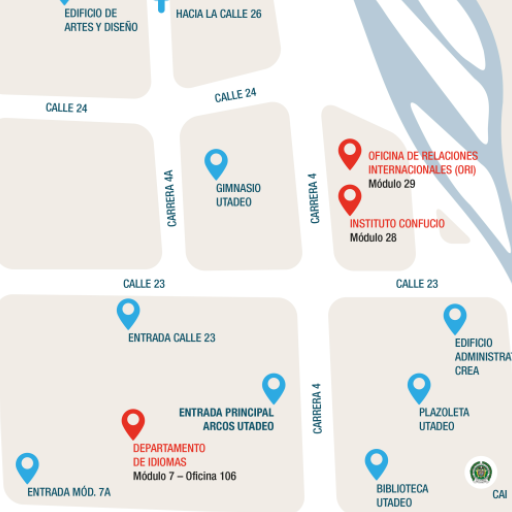 EDIFICIO DE
ARTES Y DISEÑO
HACIA LA CALLE 26
CALLE 24
CALLE 24
CARRERA 4A
GIMNASIO
UTADEO
CARRERA 4
OFICINA DE RELACIONES
INTERNACIONALES (ORI)
Módulo 29
INSTITUTO CONFUCIO
Módulo 28
CALLE 23
CALLE 23
ENTRADA CALLE 23
EDIFICIO
ADMINISTRAT
CREA
ENTRADA PRINCIPAL
ARCOS UTADEO
CARRERA 4
PLAZOLETA
UTADEO
DEPARTAMENTO
DE IDIOMAS
Módulo 7 – Oficina 106
ENTRADA MÓD. 7A
BIBLIOTECA
UTADEO
CAI